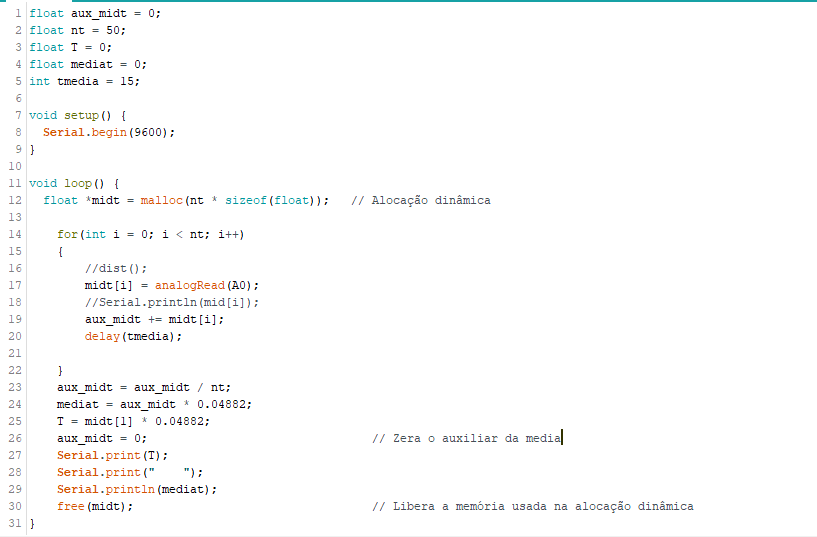 1 float aux_midt = 0;
2 float nt = 50;
3 float T = 0;
4 float mediat = 0;
5 int tmedia = 15;
6
7 void setup() {
8   Serial.begin(9600);
9 }
10
11 void loop() {
12   float *midt = malloc(nt * sizeof(float));   // Alocação dinâmica
13
14     for(int i = 0; i < nt; i++)
15     {
16         //dist();
17         midt[i] = analogRead(A0);
18         //Serial.println(mid[i]);
19         aux_midt += midt[i];
20         delay(tmedia);
21
22     }
23     aux_midt = aux_midt / nt;
24     mediat = aux_midt * 0.04882;
25     T = midt[1] * 0.04882;
26     aux_midt = 0;                                // Zera o auxiliar da media
27     Serial.print(T);
28     Serial.print("    ");
29     Serial.println(mediat);
30     free(midt);                                  // Libera a memória usada na alocação dinâmica
31 }